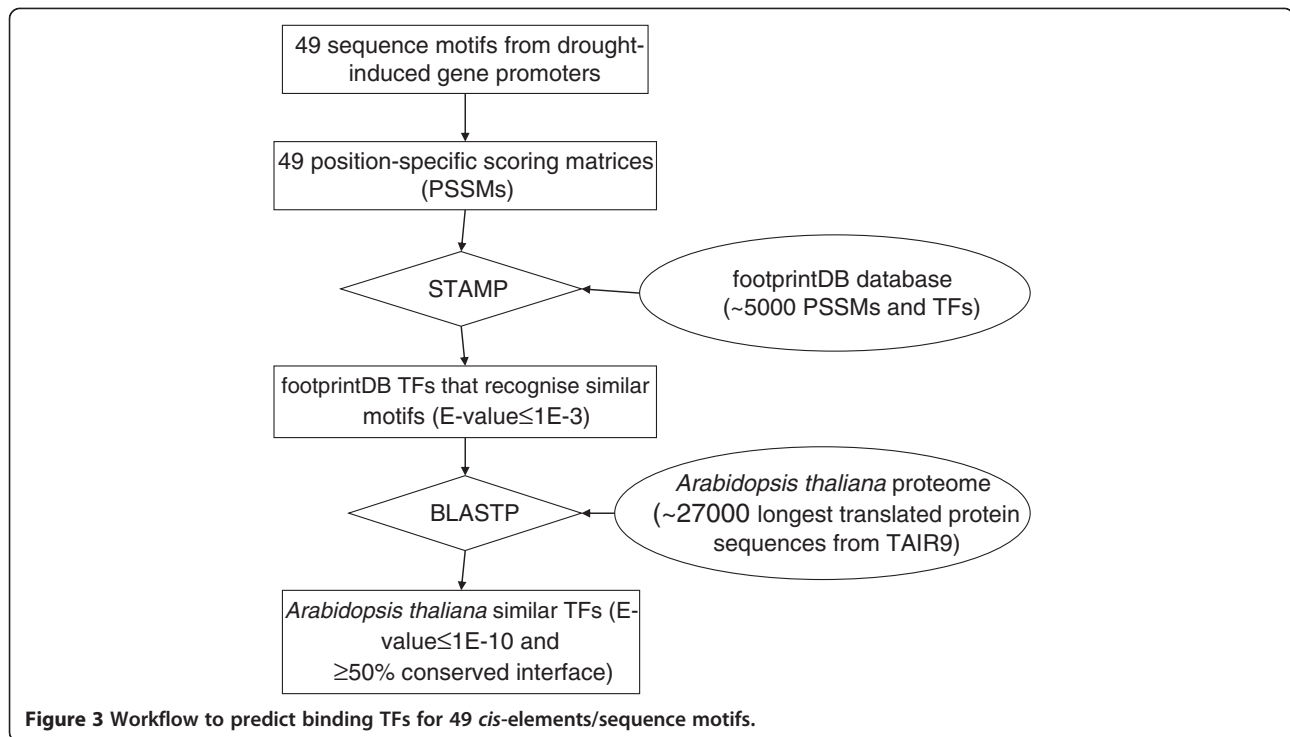 49 sequence motifs from drought-
induced gene promoters
49 position-specific scoring matrices
(PSSMs)
STAMP
footprintDB database
(~5000 PSSMs and TFs)
footprintDB TFs that recognise similar
motifs (E-value≤1E-3)
BLASTP
Arabidopsis thaliana proteome
(~27000 longest translated protein
sequences from TAIR9)
Arabidopsis thaliana similar TFs (E-
value≤1E-10 and
≥50% conserved interface)
Figure 3 Workflow to predict binding TFs for 49 cis-elements/sequence motifs.